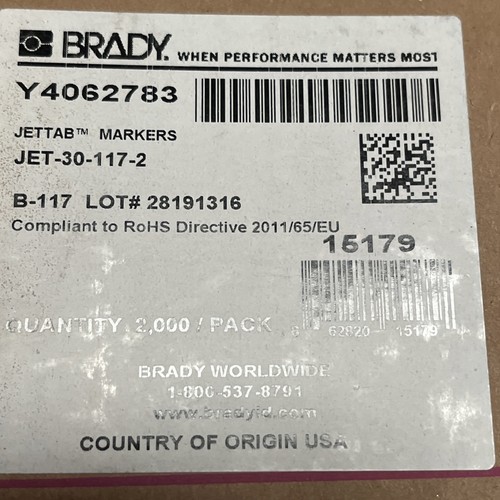 BRADY. WHEN PERFORMANCE MATTERS MOST
Y4062783
JETTAB™ MARKERS
JET-30-117-2
B-117 LOT# 28191316
Compliant to RoHS Directive 2011/65/EU
15179
QUANTITY 2,000 / PACK
6 62820 15179
BRADY WORLDWIDE
1-800-537-8791
www.bradyid.com
COUNTRY OF ORIGIN USA